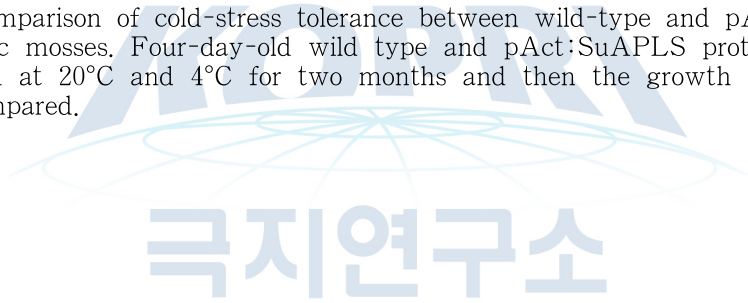 mparison of cold-stress tolerance between wild-type and pA
c mosses. Four-day-old wild type and pAct:SuAPLS prot
at 20°C and 4°C for two months and then the growth
mpared.
KOPRI
극지연구소